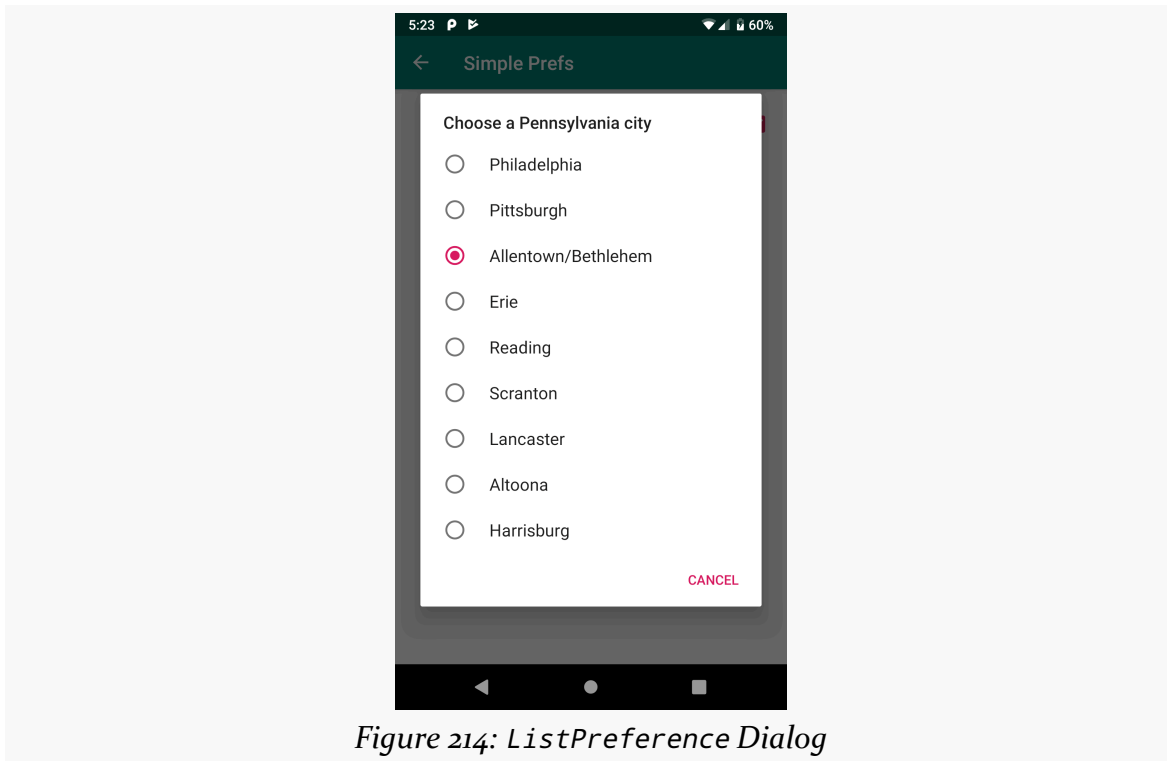 5:23 60%
Simple Prefs
Choose a Pennsylvania city
Philadelphia
Pittsburgh
Allentown/Bethlehem
Erie
Reading
Scranton
Lancaster
Altoona
Harrisburg
CANCEL
Figure 214: ListPreference Dialog